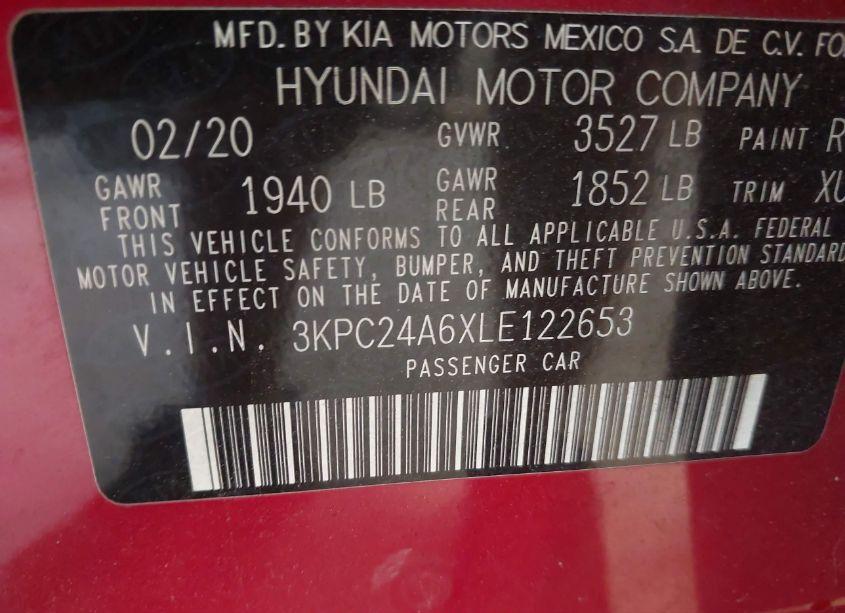 MFD. BY KIA MOTORS MEXICO S.A. DE C.V. FO
HYUNDAI MOTOR COMPANY
02/20 GVWR 3527 LB PAINT R
GAWR FRONT 1940 LB GAWR REAR 1852 LB TRIM XU
THIS VEHICLE CONFORMS TO ALL APPLICABLE U.S.A. FEDERAL
MOTOR VEHICLE SAFETY, BUMPER, AND THEFT PREVENTION STANDARD
IN EFFECT ON THE DATE OF MANUFACTURE SHOWN ABOVE.
V.I.N. 3KPC24A6XLE122653
PASSENGER CAR